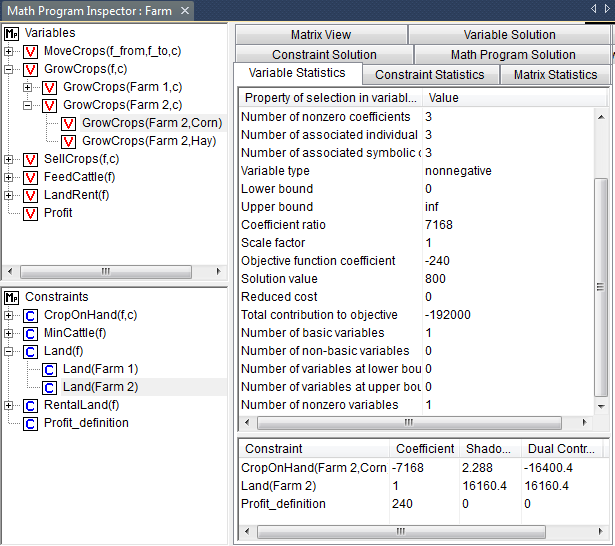 Math Program Inspector : Farm
Variables
MoveCrops(f_from,f_to,c)
GrowCrops(f,c)
GrowCrops(Farm 1,c)
GrowCrops(Farm 2,c)
GrowCrops(Farm 2,Corn)
GrowCrops(Farm 2,Hay)
SellCrops(f,c)
FeedCattle(f)
LandRent(f)
Profit
Constraints
CropOnHand(f,c)
MinCattle(f)
Land(f)
Land(Farm 1)
Land(Farm 2)
RentalLand(f)
Profit_definition
Matrix View Variable Solution
Constraint Solution Math Program Solution
Variable Statistics Constraint Statistics Matrix Statistics
Property of selection in variabl... Value
Number of nonzero coefficients 3
Number of associated individual 3
Number of associated symbolic c 3
Variable type nonnegative
Lower bound 0
Upper bound inf
Coefficient ratio 7168
Scale factor 1
Objective function coefficient -240
Solution value 800
Reduced cost 0
Total contribution to objective -192000
Number of basic variables 1
Number of non-basic variables 0
Number of variables at lower bou 0
Number of variables at upper bou 0
Number of nonzero variables 1
Constraint Coefficient Shado... Dual Contr...
CropOnHand(Farm 2,Corn -7168 2.288 -16400.4
Land(Farm 2) 1 16160.4 16160.4
Profit_definition 240 0 0